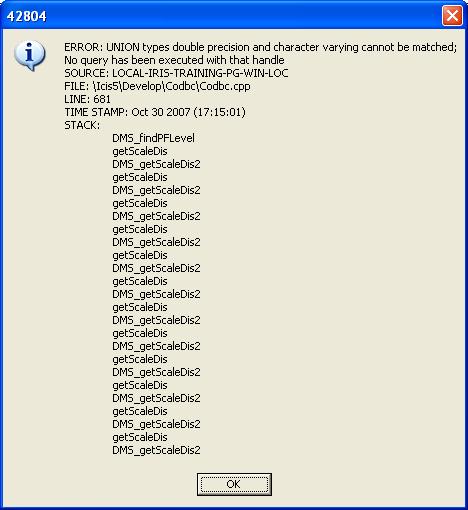 42804
ERROR: UNION types double precision and character varying cannot be matched;
No query has been executed with that handle
SOURCE: LOCAL-IRIS-TRAINING-PG-WIN-LOC
FILE: \Icis5\Develop\Codbc\Codbc.cpp
LINE: 681
TIME STAMP: Oct 30 2007 (17:15:01)
STACK:
DMS_findPFLevel
getScaleDis
DMS_getScaleDis2
getScaleDis
DMS_getScaleDis2
getScaleDis
DMS_getScaleDis2
getScaleDis
DMS_getScaleDis2
getScaleDis
DMS_getScaleDis2
getScaleDis
DMS_getScaleDis2
getScaleDis
DMS_getScaleDis2
getScaleDis
DMS_getScaleDis2
getScaleDis
DMS_getScaleDis2
getScaleDis
DMS_getScaleDis2
getScaleDis
DMS_getScaleDis2
getScaleDis
DMS_getScaleDis2
OK